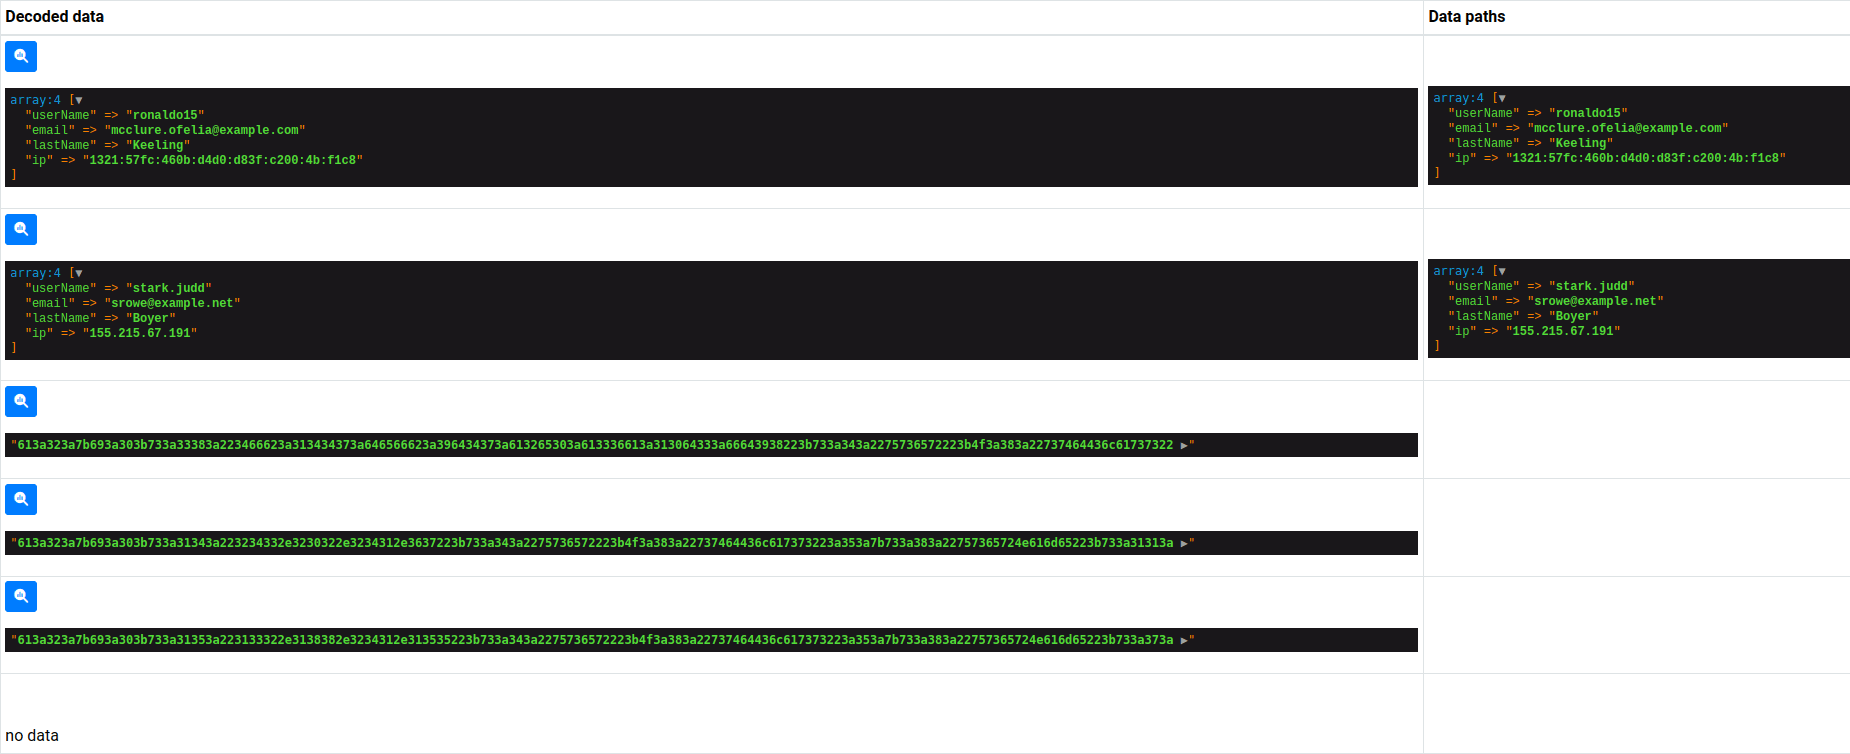 Decoded data
Data paths
array:4 [▼
"userName" => "ronaldo15"
"email" => "mcclure.ofelia@example.com"
"lastName" => "Keeling"
"ip" => "1321:57fc:460b:d4d0:d83f:c200:4b:f1c8"
]
array:4 [▼
"userName" => "ronaldo15"
"email" => "mcclure.ofelia@example.com"
"lastName" => "Keeling"
"ip" => "1321:57fc:460b:d4d0:d83f:c200:4b:f1c8"
]
array:4 [▼
"userName" => "stark.judd"
"email" => "srowe@example.net"
"lastName" => "Boyer"
"ip" => "155.215.67.191"
]
array:4 [▼
"userName" => "stark.judd"
"email" => "srowe@example.net"
"lastName" => "Boyer"
"ip" => "155.215.67.191"
]
"613a323a7b693a303b733a33383a223466623a313434373a646566623a396434373a613265303a613336613a313064333a66643938223b733a343a2275736572223b4f3a383a22737464436c61737322 ▶"
"613a323a7b693a303b733a31343a223234332e3230322e3234312e3637223b733a343a2275736572223b4f3a383a22737464436c617373223a353a7b733a383a22757365724e616d65223b733a31313a ▶"
"613a323a7b693a303b733a31353a223133322e3138382e3234312e313535223b733a343a2275736572223b4f3a383a22737464436c617373223a353a7b733a383a22757365724e616d65223b733a373a ▶"
no data